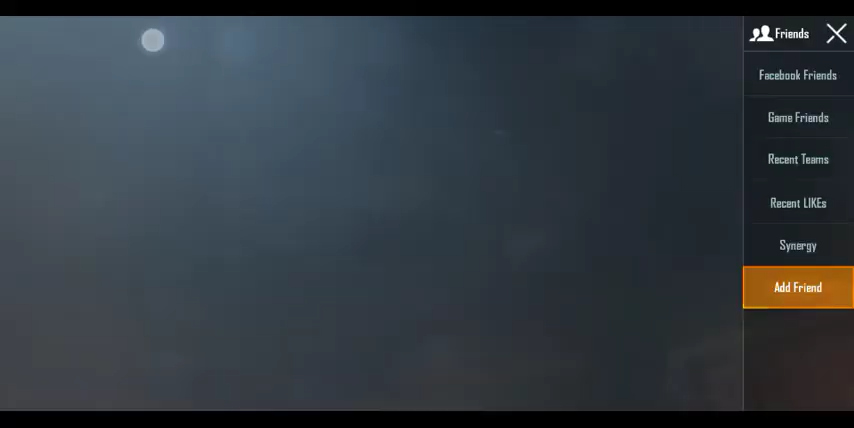 Friends
Facebook Friends
Game Friends
Recent Teams
Recent LIKEs
Synergy
Add Friend